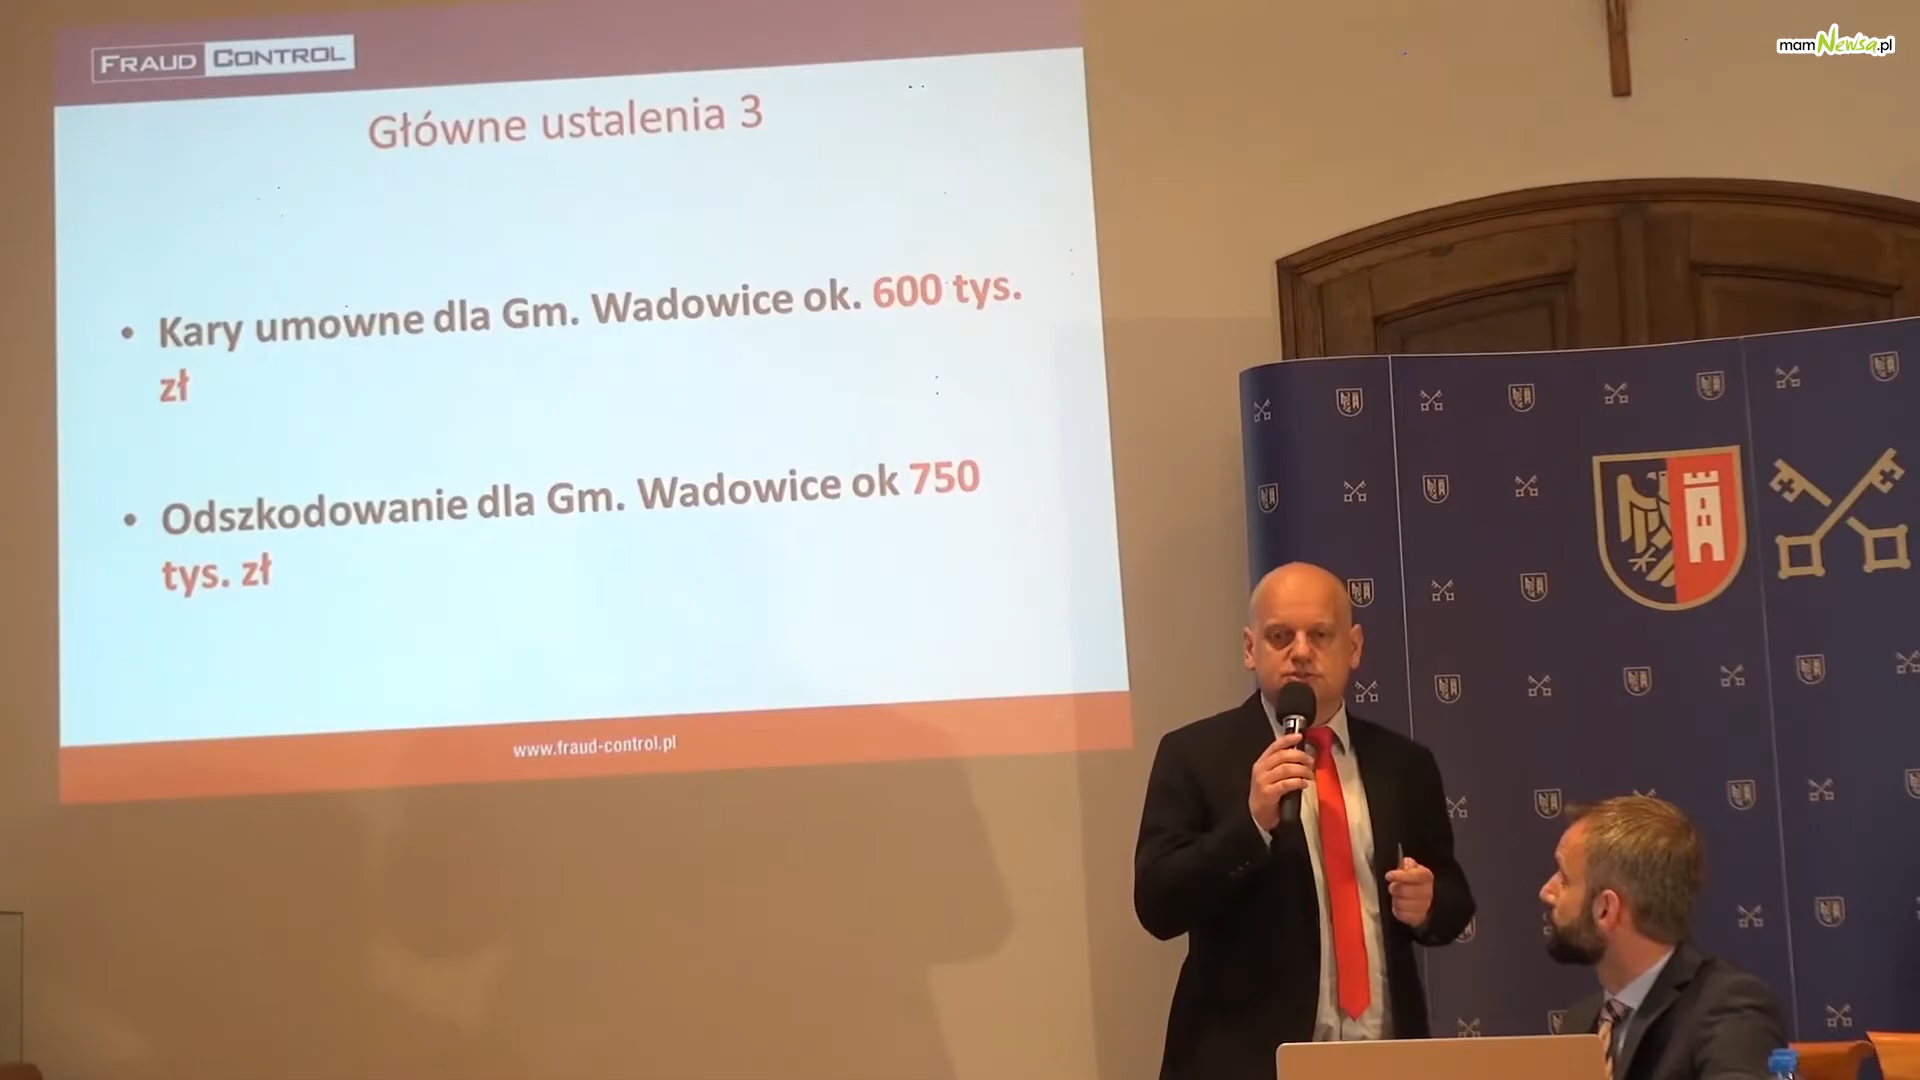 FRAUD CONTROL
mamNewsa.pl
Główne ustalenia 3
• Kary umowne dla Gm. Wadowice ok. 600 tys.
zł
• Odszkodowanie dla Gm. Wadowice ok 750
tys. zł
www.fraud-control.pl